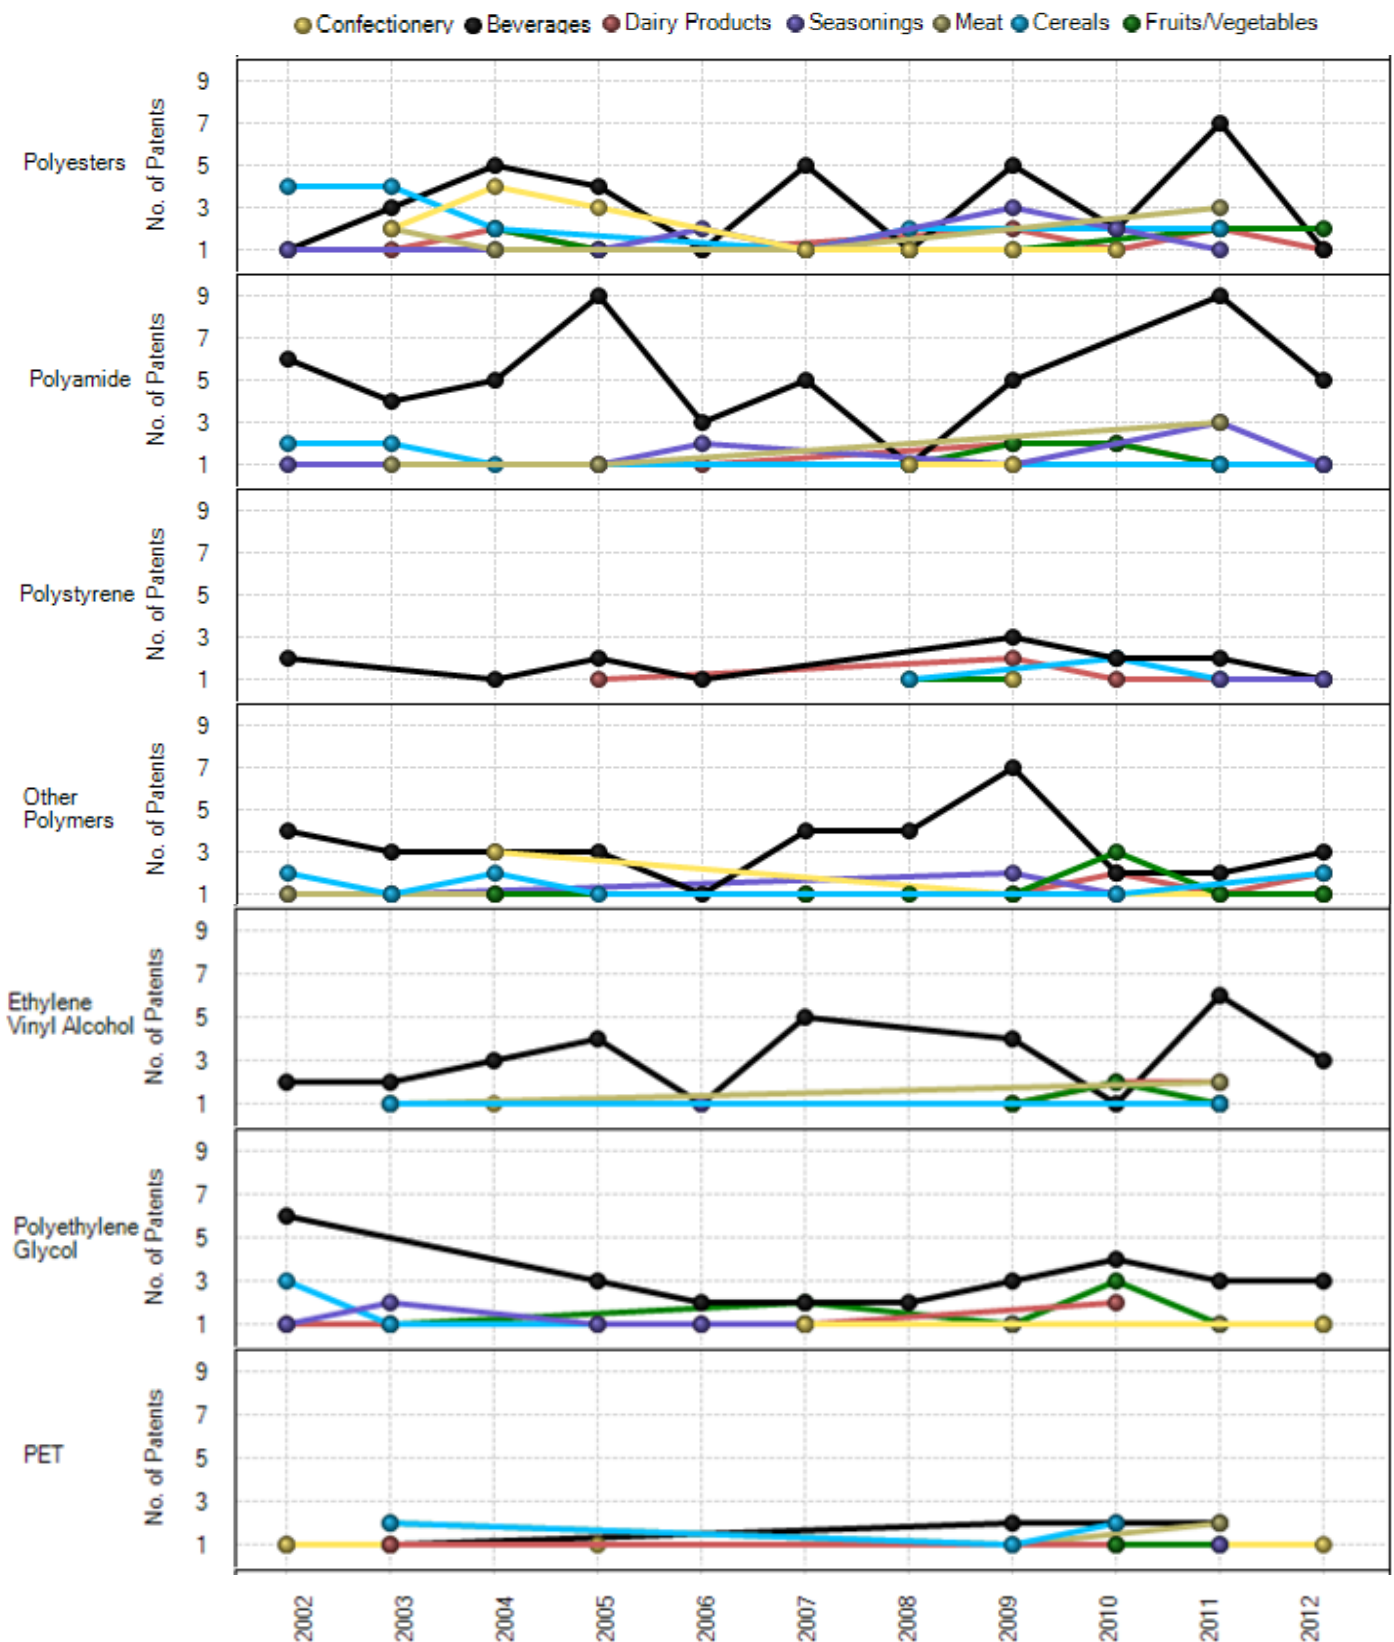 Confectionery Beverages Dairy Products Seasonings Meat Cereals Fruits/Vegetables
Polyesters
No. of Patents
9
7
5
3
1
Polyamide
No. of Patents
9
7
5
3
1
Polystyrene
No. of Patents
9
7
5
3
1
Other
Polymers
No. of Patents
9
7
5
3
1
Ethylene
Vinyl Alcohol
No. of Patents
9
7
5
3
1
Polyethylene
Glycol
No. of Patents
9
7
5
3
1
PET
No. of Patents
9
7
5
3
1
2002 2003 2004 2005 2006 2007 2008 2009 2010 2011 2012